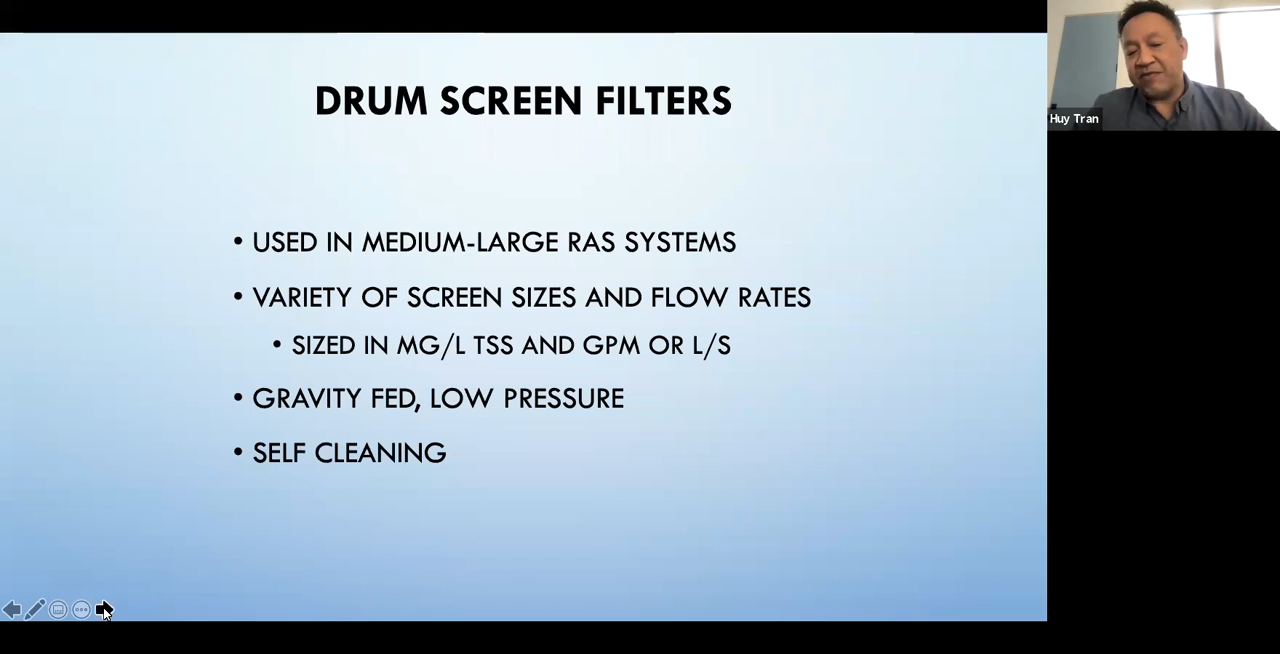 DRUM SCREEN FILTERS
• USED IN MEDIUM-LARGE RAS SYSTEMS
• VARIETY OF SCREEN SIZES AND FLOW RATES
• SIZED IN MG/L TSS AND GPM OR L/S
• GRAVITY FED, LOW PRESSURE
• SELF CLEANING
Huy Tran